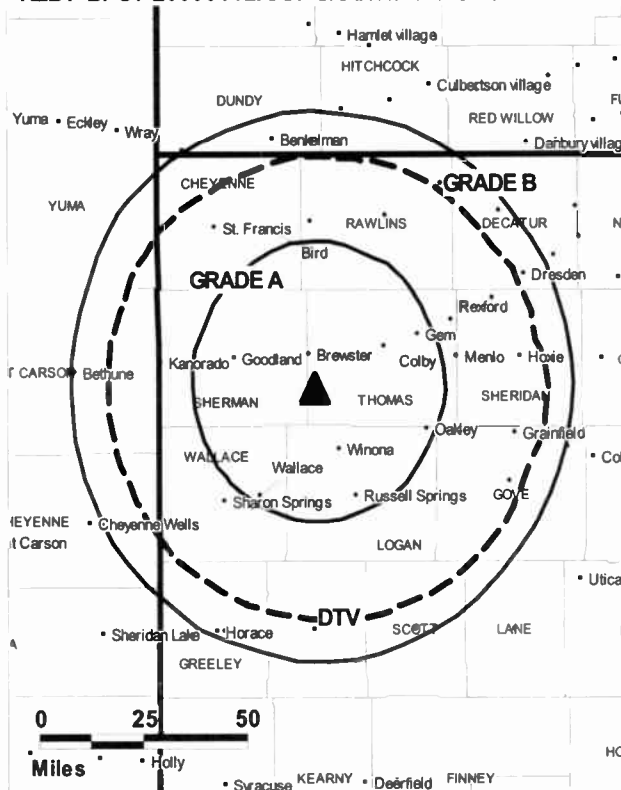 Hamlet village
HITCHCOCK
Culbertson village
DUNDY
RED WILLOW
Yuma
Eckley
Wray
Benkelman
Danbury village
CHEYENNE
GRADE B
YUMA
St. Francis
RAWLINS
DECATUR
Bird
GRADE A
Dresden
Rexford
Gem
Kanorado
Goodland
Brewster
Colby
Menlo
Hoxie
T CARSON
Bethune
SHERMAN
THOMAS
SHERIDAN
Oakley
Grainfield
WALLACE
Winona
Wallace
Sharon Springs
Russell Springs
GOVE
HEYENNE
Cheyenne Wells
t Carson
LOGAN
Utica
DTV
Sheridan Lake
Horace
SCOTT
LANE
GREELEY
0 25 50
Miles
Holly
Syracuse
KEARNY
Deerfield
FINNEY